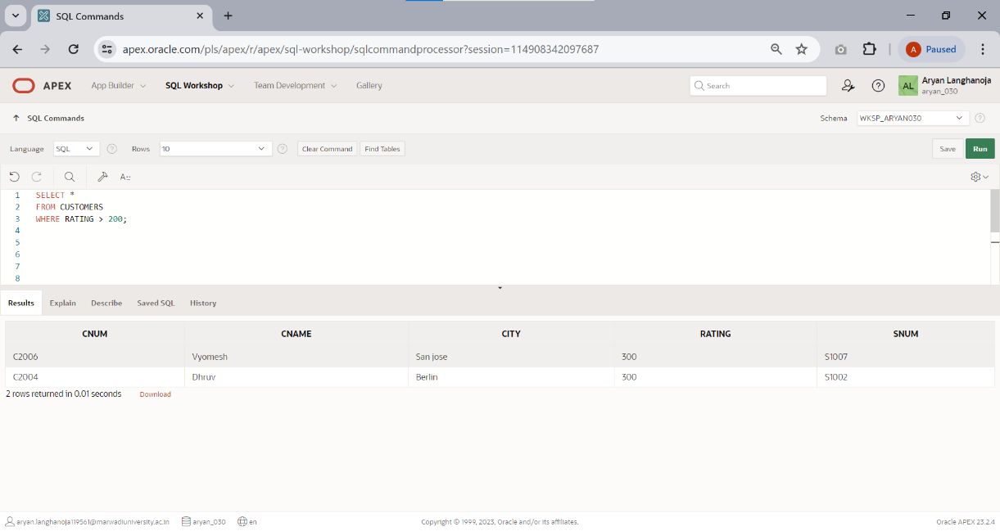 SQL Commands
apex.oracle.com/pls/apex/r/apex/sql-workshop/sqlcommandprocessor?session=114908342097687
A Paused
APEX App Builder SQL Workshop Team Development Gallery Search AL Aryan Langhanoja
aryan_030
SQL Commands Schema WKSP_ARYAN030
Language SQL Rows 10 Clear Command Find Tables Save Run
1 SELECT *
2 FROM CUSTOMERS
3 WHERE RATING > 200;
4
5
6
7
8
Results Explain Describe Saved SQL History
CNUM CNAME CITY RATING SNUM
C2006 Vyomesh San jose 300 S1007
C2004 Dhruv Berlin 300 S1002
2 rows returned in 0.01 seconds Download
aryan.langhanoja119561@marwadiuniversity.ac.in aryan_030 en Copyright © 1999, 2023, Oracle and/or its affiliates. Oracle APEX 23.2.4